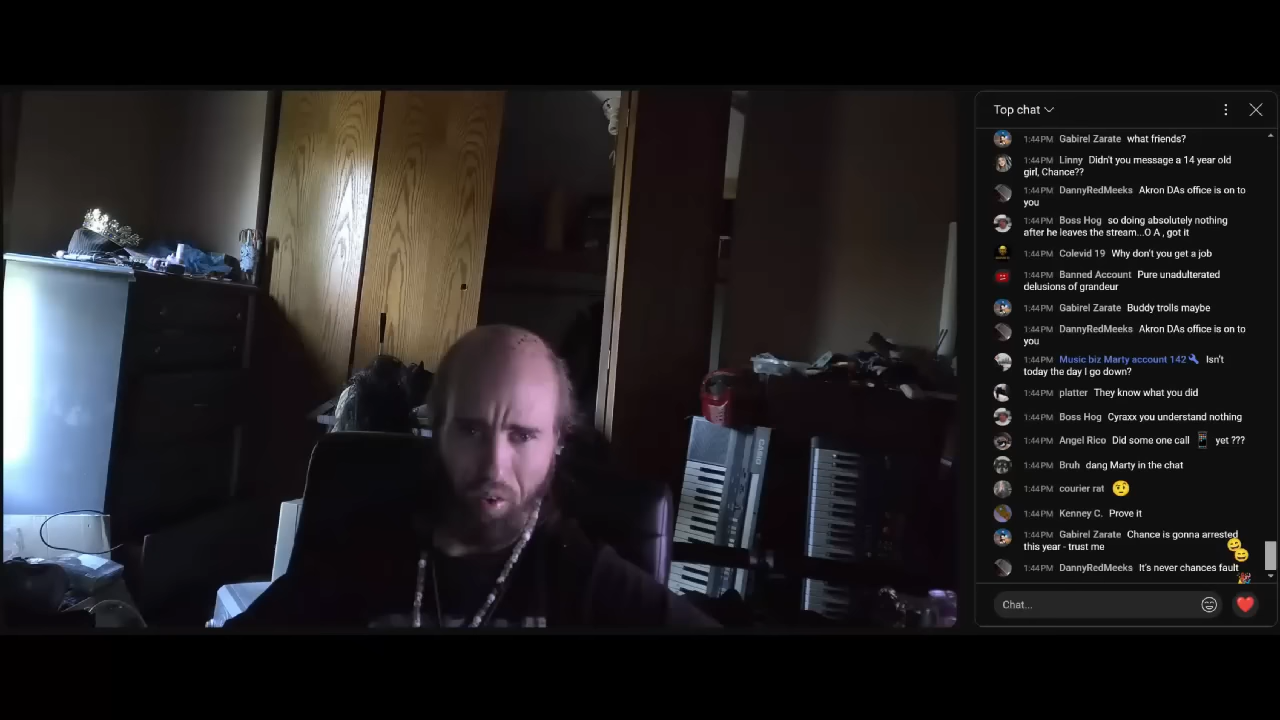 Top chat
1:44PM Gabirel Zarate what friends?
1:44PM Linny Didn't you message a 14 year old
girl, Chance??
1:44PM DannyRedMeeks Akron DAs office is on to
you
1:44PM Boss Hog so doing absolutely nothing
after he leaves the stream...O A , got it
1:44PM Colevid 19 Why don't you get a job
1:44PM Banned Account Pure unadulterated
delusions of grandeur
1:44PM Gabirel Zarate Buddy trolls maybe
1:44PM DannyRedMeeks Akron DAs office is on to
you
1:44PM Music biz Marty account 142 Isn't
today the day I go down?
1:44PM platter They know what you did
1:44PM Boss Hog Cyraxx you understand nothing
1:44PM Angel Rico Did some one call 📱 yet ???
1:44PM Bruh dang Marty in the chat
1:44PM courier rat 🤨
1:44PM Kenney C. Prove it
1:44PM Gabirel Zarate Chance is gonna arrested
this year - trust me
1:44PM DannyRedMeeks It's never chances fault
Chat...
CASIO